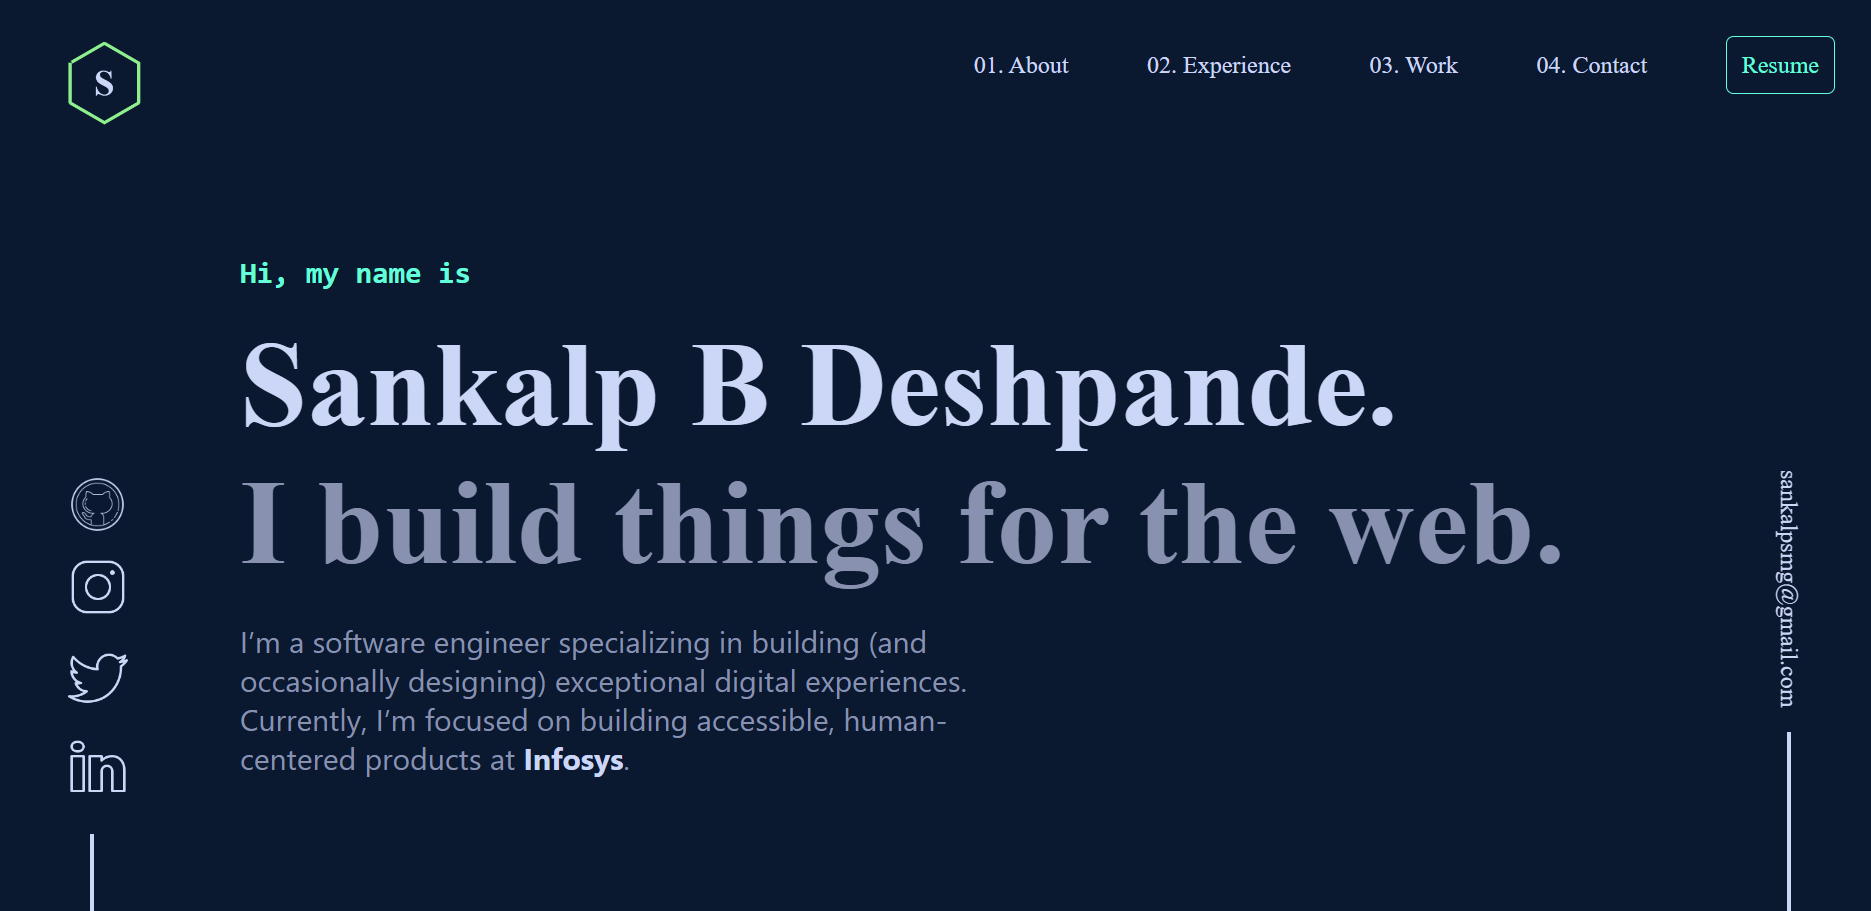 S
01. About
02. Experience
03. Work
04. Contact
Resume
Hi, my name is
Sankalp B Deshpande.
I build things for the web.
I’m a software engineer specializing in building (and
occasionally designing) exceptional digital experiences.
Currently, I’m focused on building accessible, human-
centered products at Infosys.
in
sankalpsmg@gmail.com